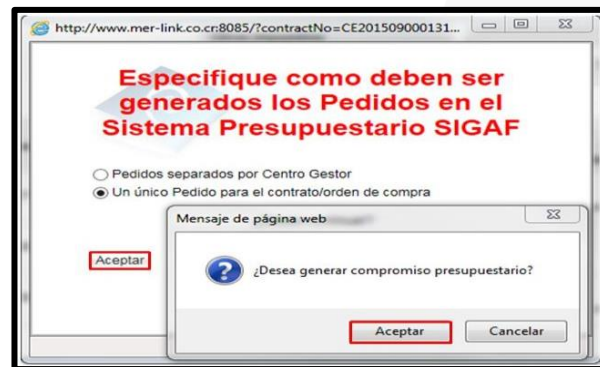 http://www.mer-link.co.cr:8085/?contractNo=CE201509000131...
Especifique como deben ser
generados los Pedidos en el
Sistema Presupuestario SIGAF
Pedidos separados por Centro Gestor
Un único Pedido para el contrato/orden de compra
Aceptar
Mensaje de página web
¿Desea generar compromiso presupuestario?
Aceptar Cancelar